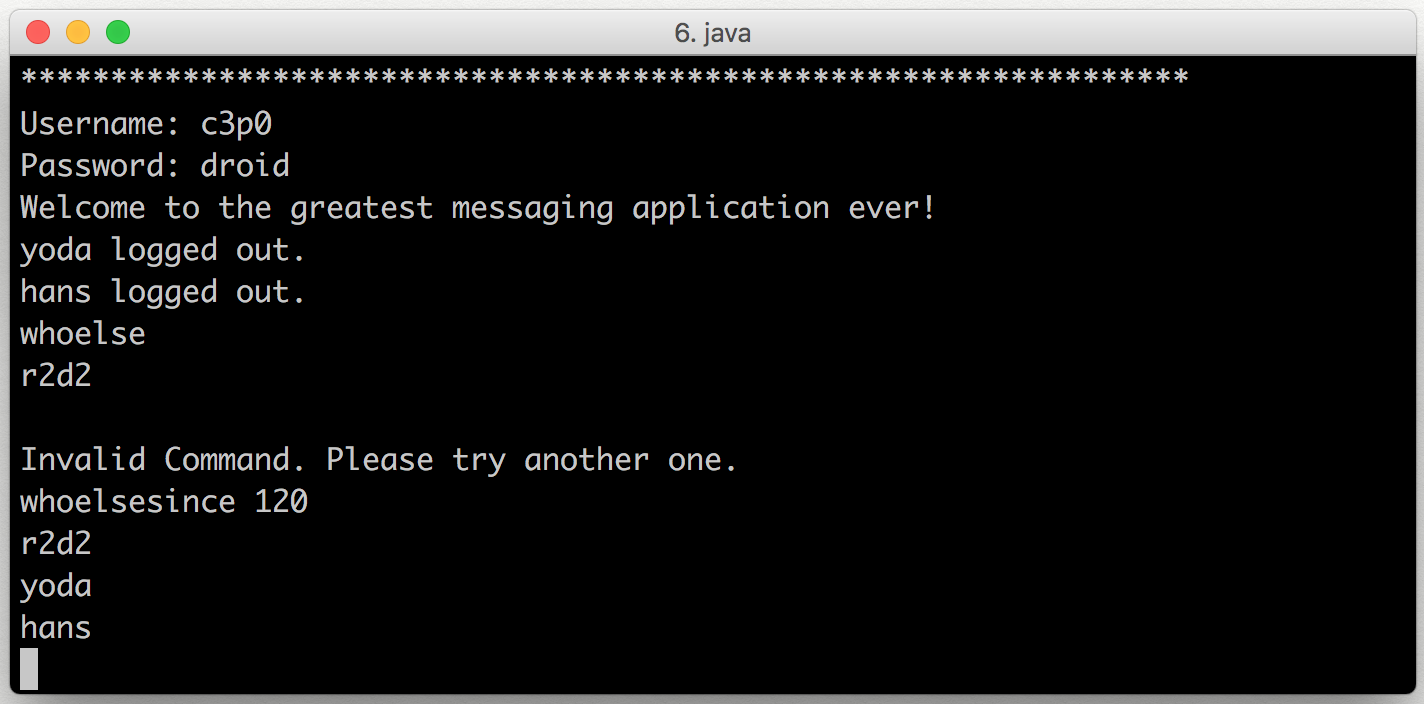 6. java
*****************************************************************
Username: c3p0
Password: droid
Welcome to the greatest messaging application ever!
yoda logged out.
hans logged out.
whoelse
r2d2
Invalid Command. Please try another one.
whoelsesince 120
r2d2
yoda
hans